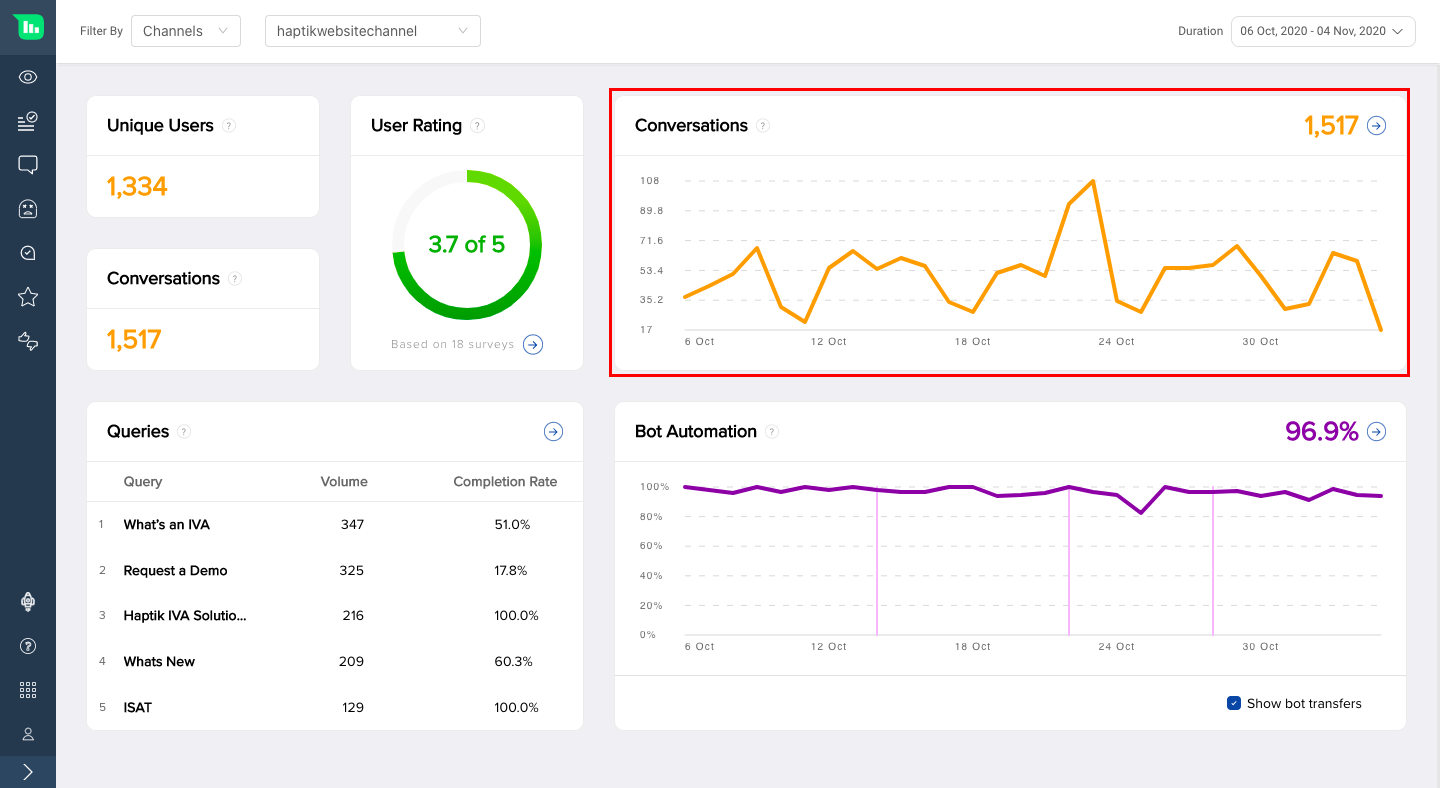 Filter By Channels haptikwebsitechannel Duration 06 Oct, 2020 - 04 Nov, 2020
Unique Users ?
1,334
Conversations ?
1,517
User Rating ?
3.7 of 5
Based on 18 surveys
Conversations ? 1,517
108
89.8
71.6
53.4
35.2
17
6 Oct 12 Oct 18 Oct 24 Oct 30 Oct
Queries ?
Query Volume Completion Rate
1 What's an IVA 347 51.0%
2 Request a Demo 325 17.8%
3 Haptik IVA Solutio... 216 100.0%
4 Whats New 209 60.3%
5 ISAT 129 100.0%
Bot Automation ? 96.9%
100%
80%
60%
40%
20%
0%
6 Oct 12 Oct 18 Oct 24 Oct 30 Oct
Show bot transfers
?